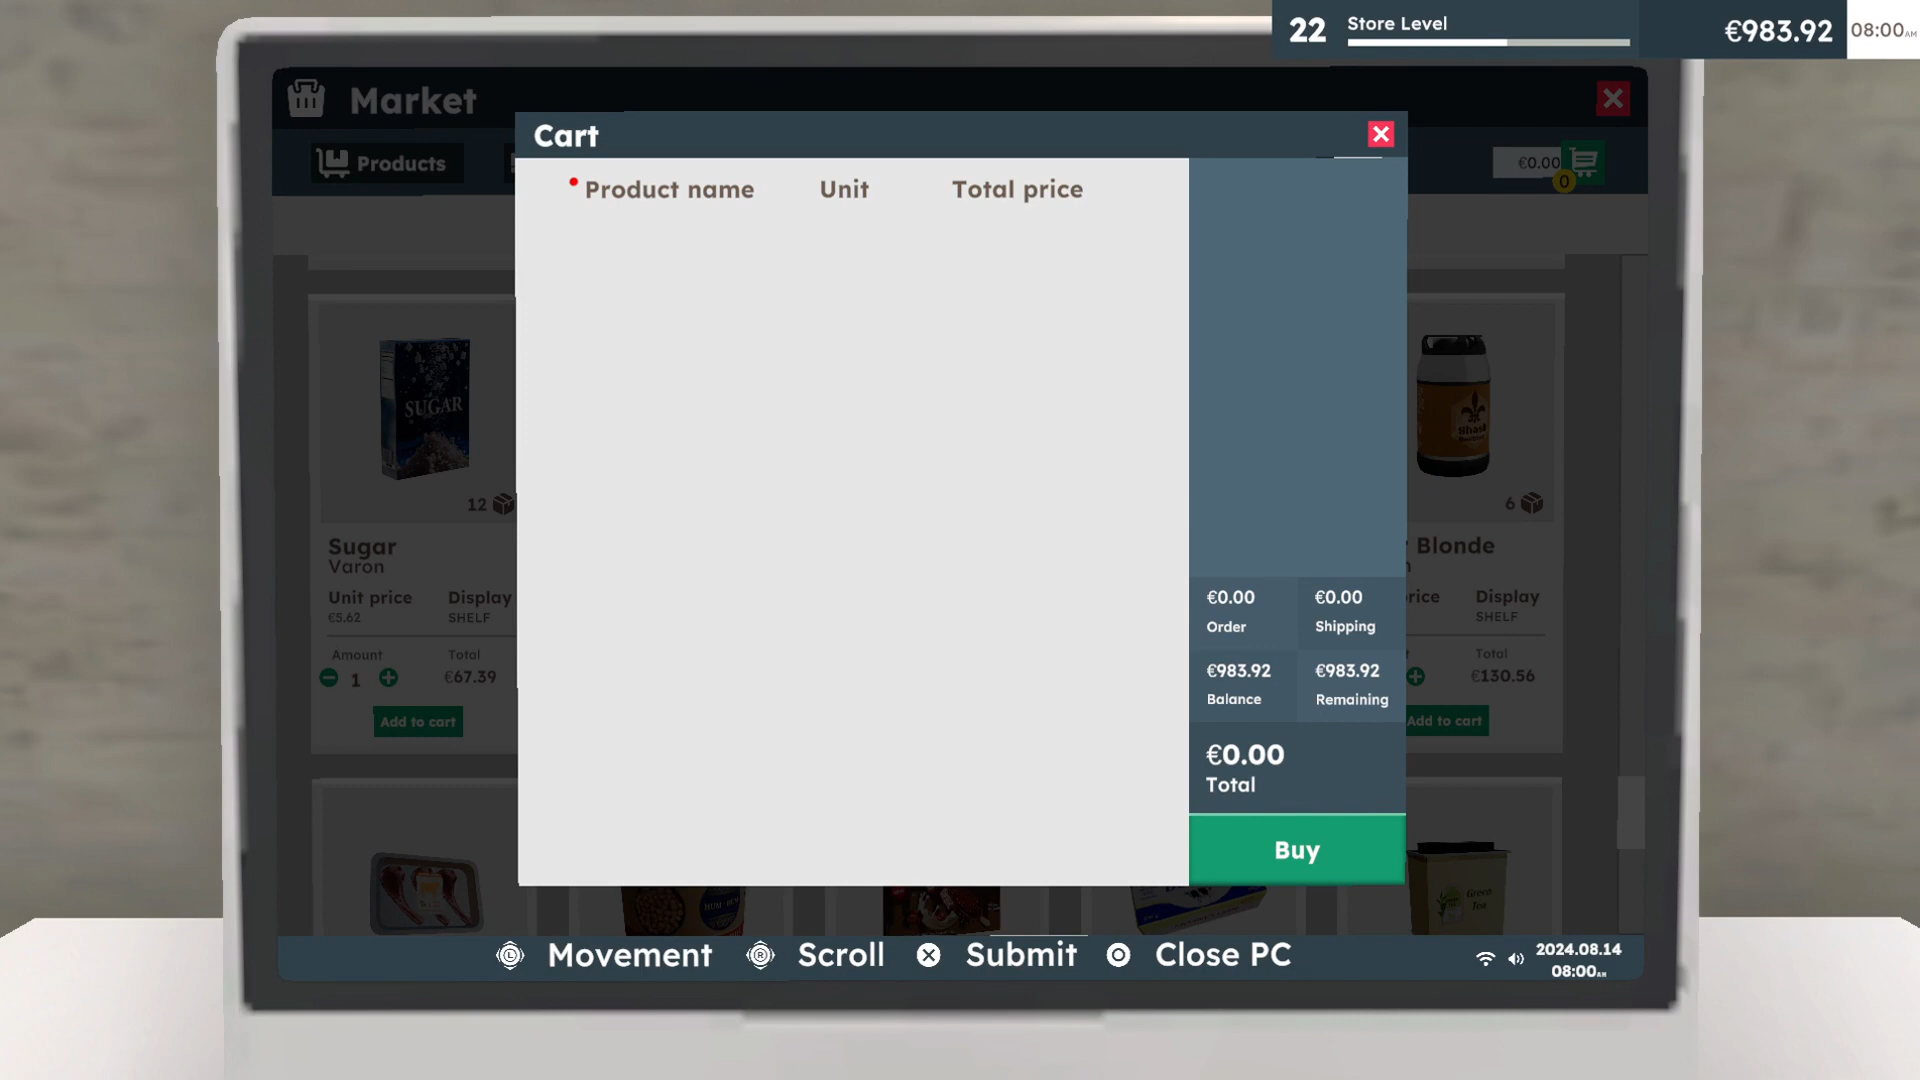 22 Store Level €983.92 08:00AM
Market
Cart
Products
€0.00
0
Product name Unit Total price
SUGAR
12
6
Sugar
Varon
Blonde
Unit price Display
€5.62 SHELF
Display
SHELF
Amount Total
1 €67.39
Total
€130.56
Add to cart
Add to cart
€0.00 €0.00
Order Shipping
€983.92 €983.92
Balance Remaining
€0.00
Total
Buy
Green
Tea
Movement Scroll Submit Close PC
2024.08.14
08:00AM